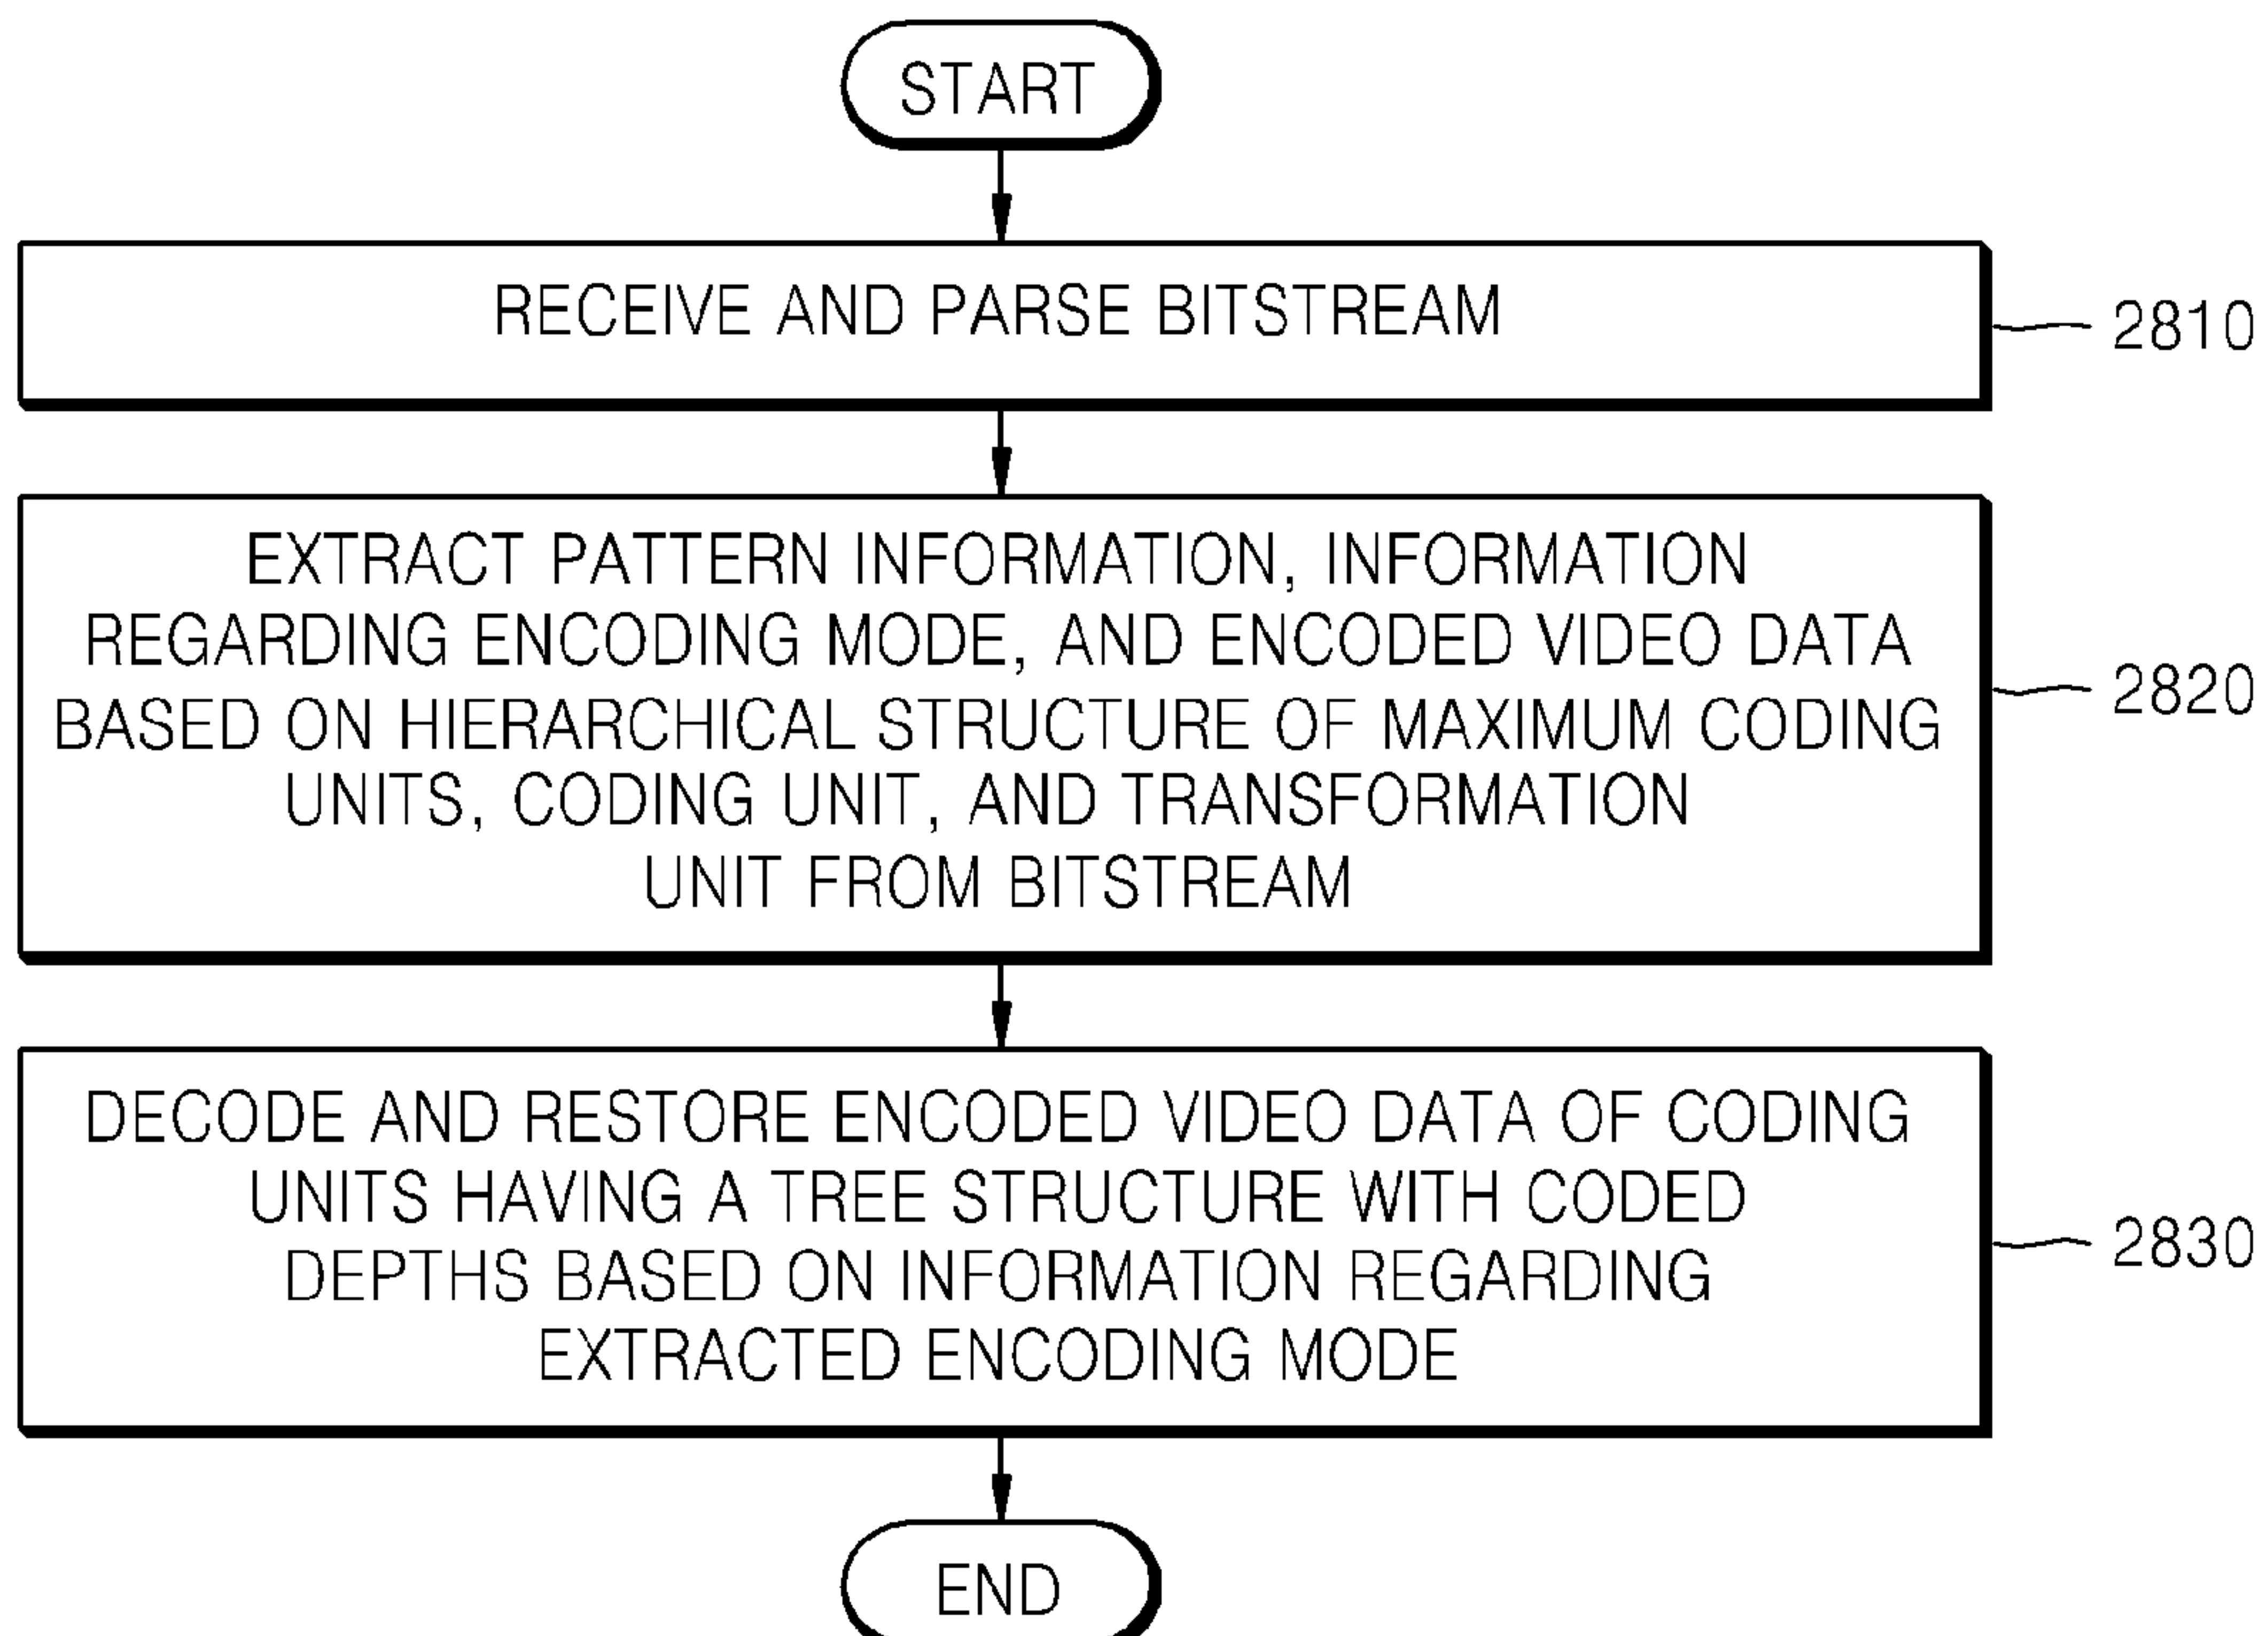 START
RECEIVE AND PARSE BITSTREAM
2810
EXTRACT PATTERN INFORMATION, INFORMATION
REGARDING ENCODING MODE, AND ENCODED VIDEO DATA
BASED ON HIERARCHICAL STRUCTURE OF MAXIMUM CODING
UNITS, CODING UNIT, AND TRANSFORMATION
UNIT FROM BITSTREAM
2820
DECODE AND RESTORE ENCODED VIDEO DATA OF CODING
UNITS HAVING A TREE STRUCTURE WITH CODED
DEPTHS BASED ON INFORMATION REGARDING
EXTRACTED ENCODING MODE
2830
END